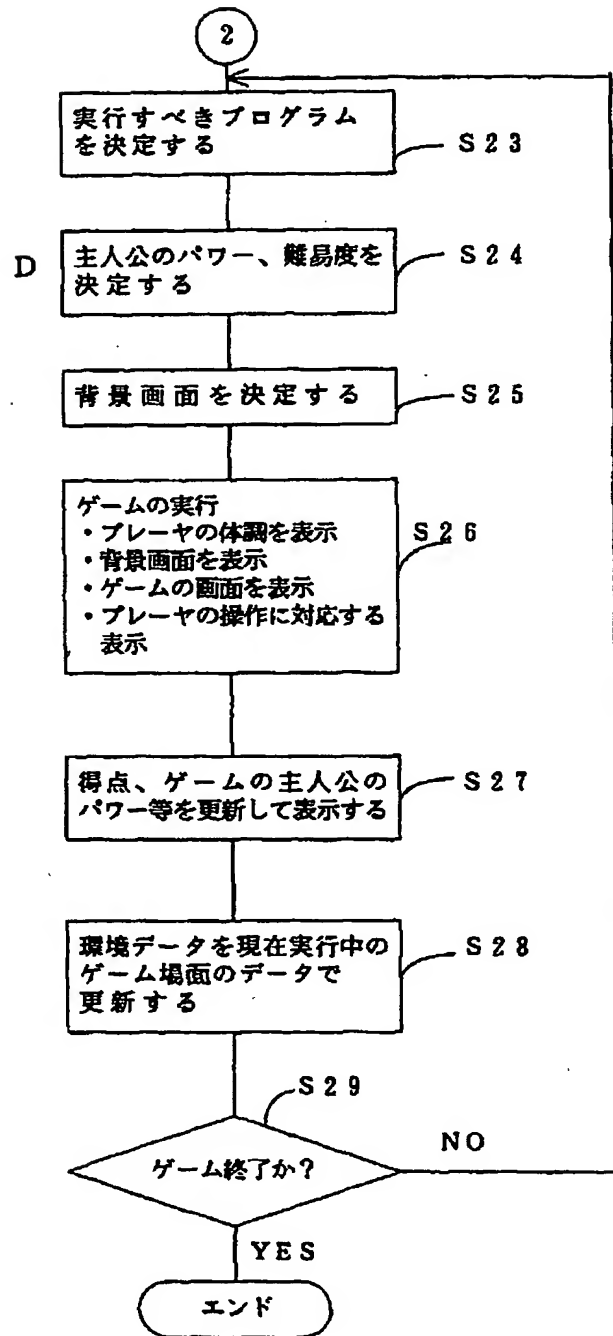 2
実行すべきプログラム
を決定する
S23
D
主人公のパワー、難易度を
決定する
S24
背景画面を決定する
S25
ゲームの実行
・プレーヤの体調を表示
・背景画面を表示
・ゲームの画面を表示
・プレーヤの操作に対応する
表示
S26
得点、ゲームの主人公の
パワー等を更新して表示する
S27
環境データを現在実行中の
ゲーム場面のデータで
更新する
S28
S29
ゲーム終了か?
NO
YES
エンド